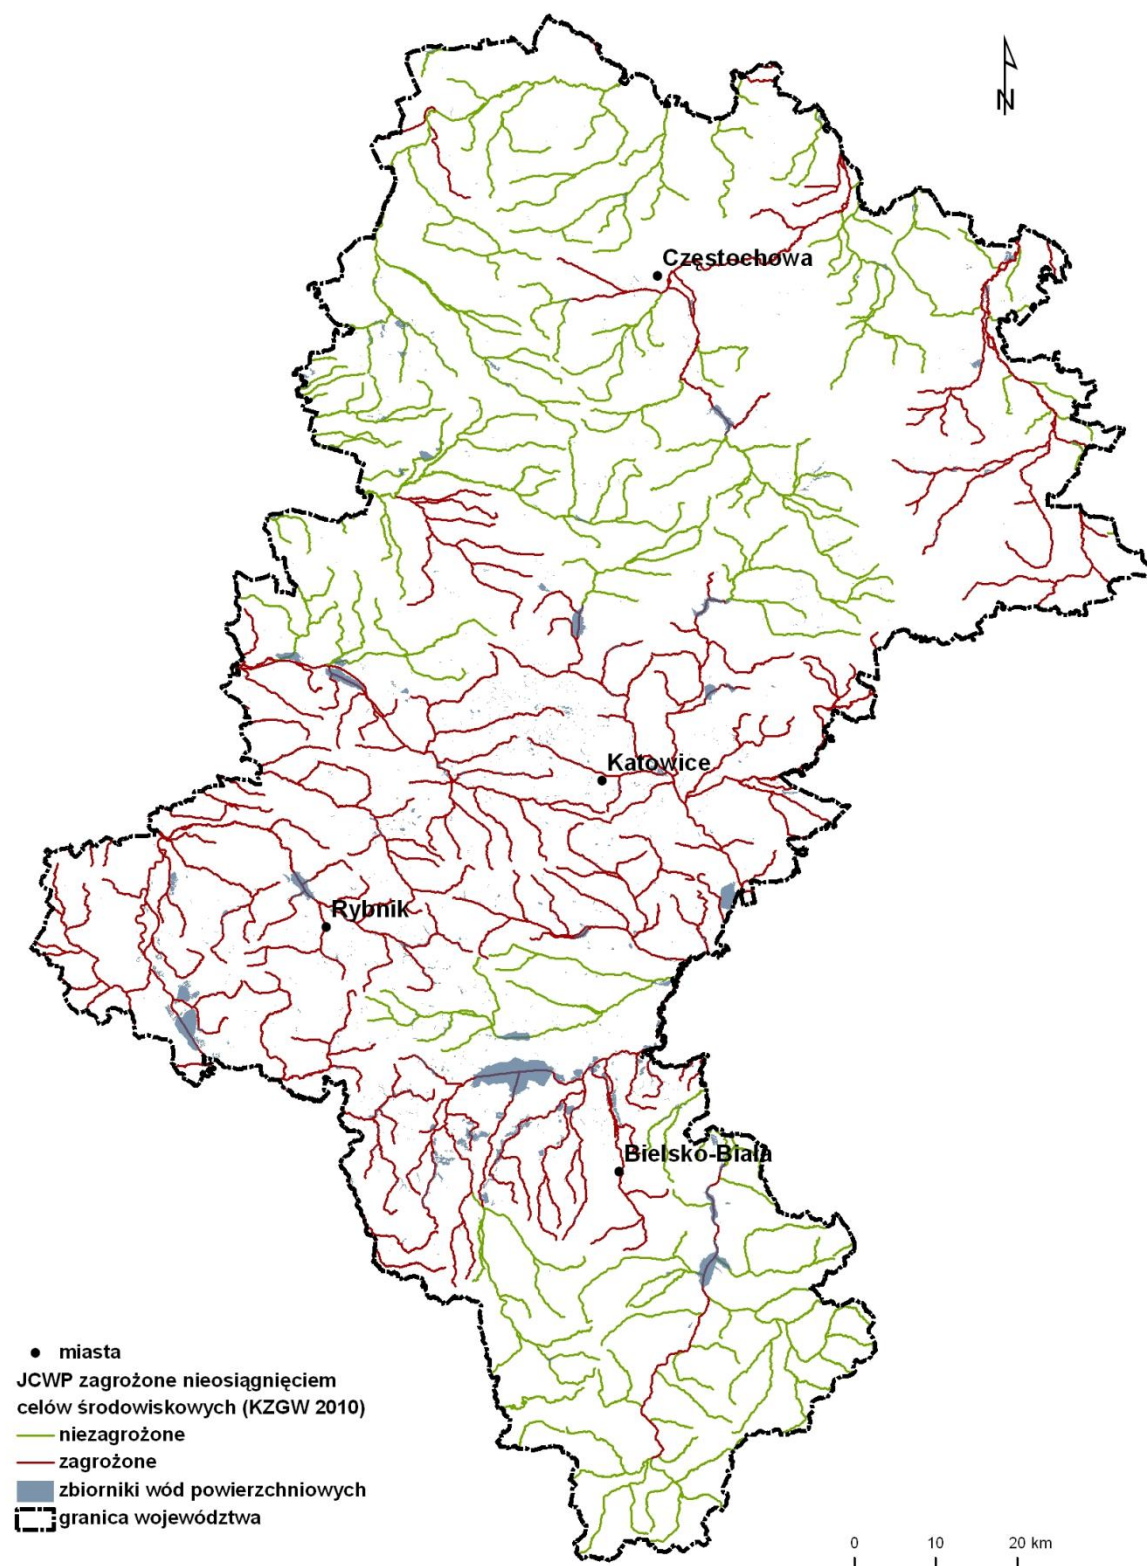 N
Częstochowa
Katowice
Rybnik
Bielsko-Biała
miasta
JCWP zagrożone nieosiągnięciem
celów środowiskowych (KZGW 2010)
niezagrożone
zagrożone
zbiorniki wód powierzchniowych
granica województwa
0 10 20 km